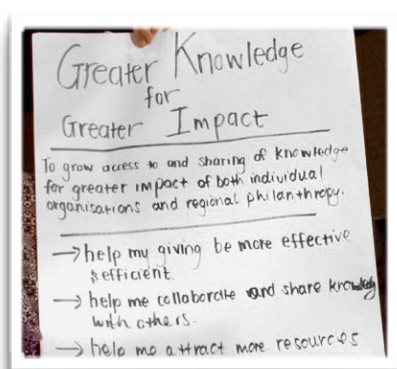 Greater Knowledge
for
Greater Impact
To grow access to and sharing of knowledge
for greater impact of both individual
organisations and regional philanthropy.
→ help my giving be more effective
& efficient.
→ help me collaborate and share knowledge
with others.
→ help me attract more resources